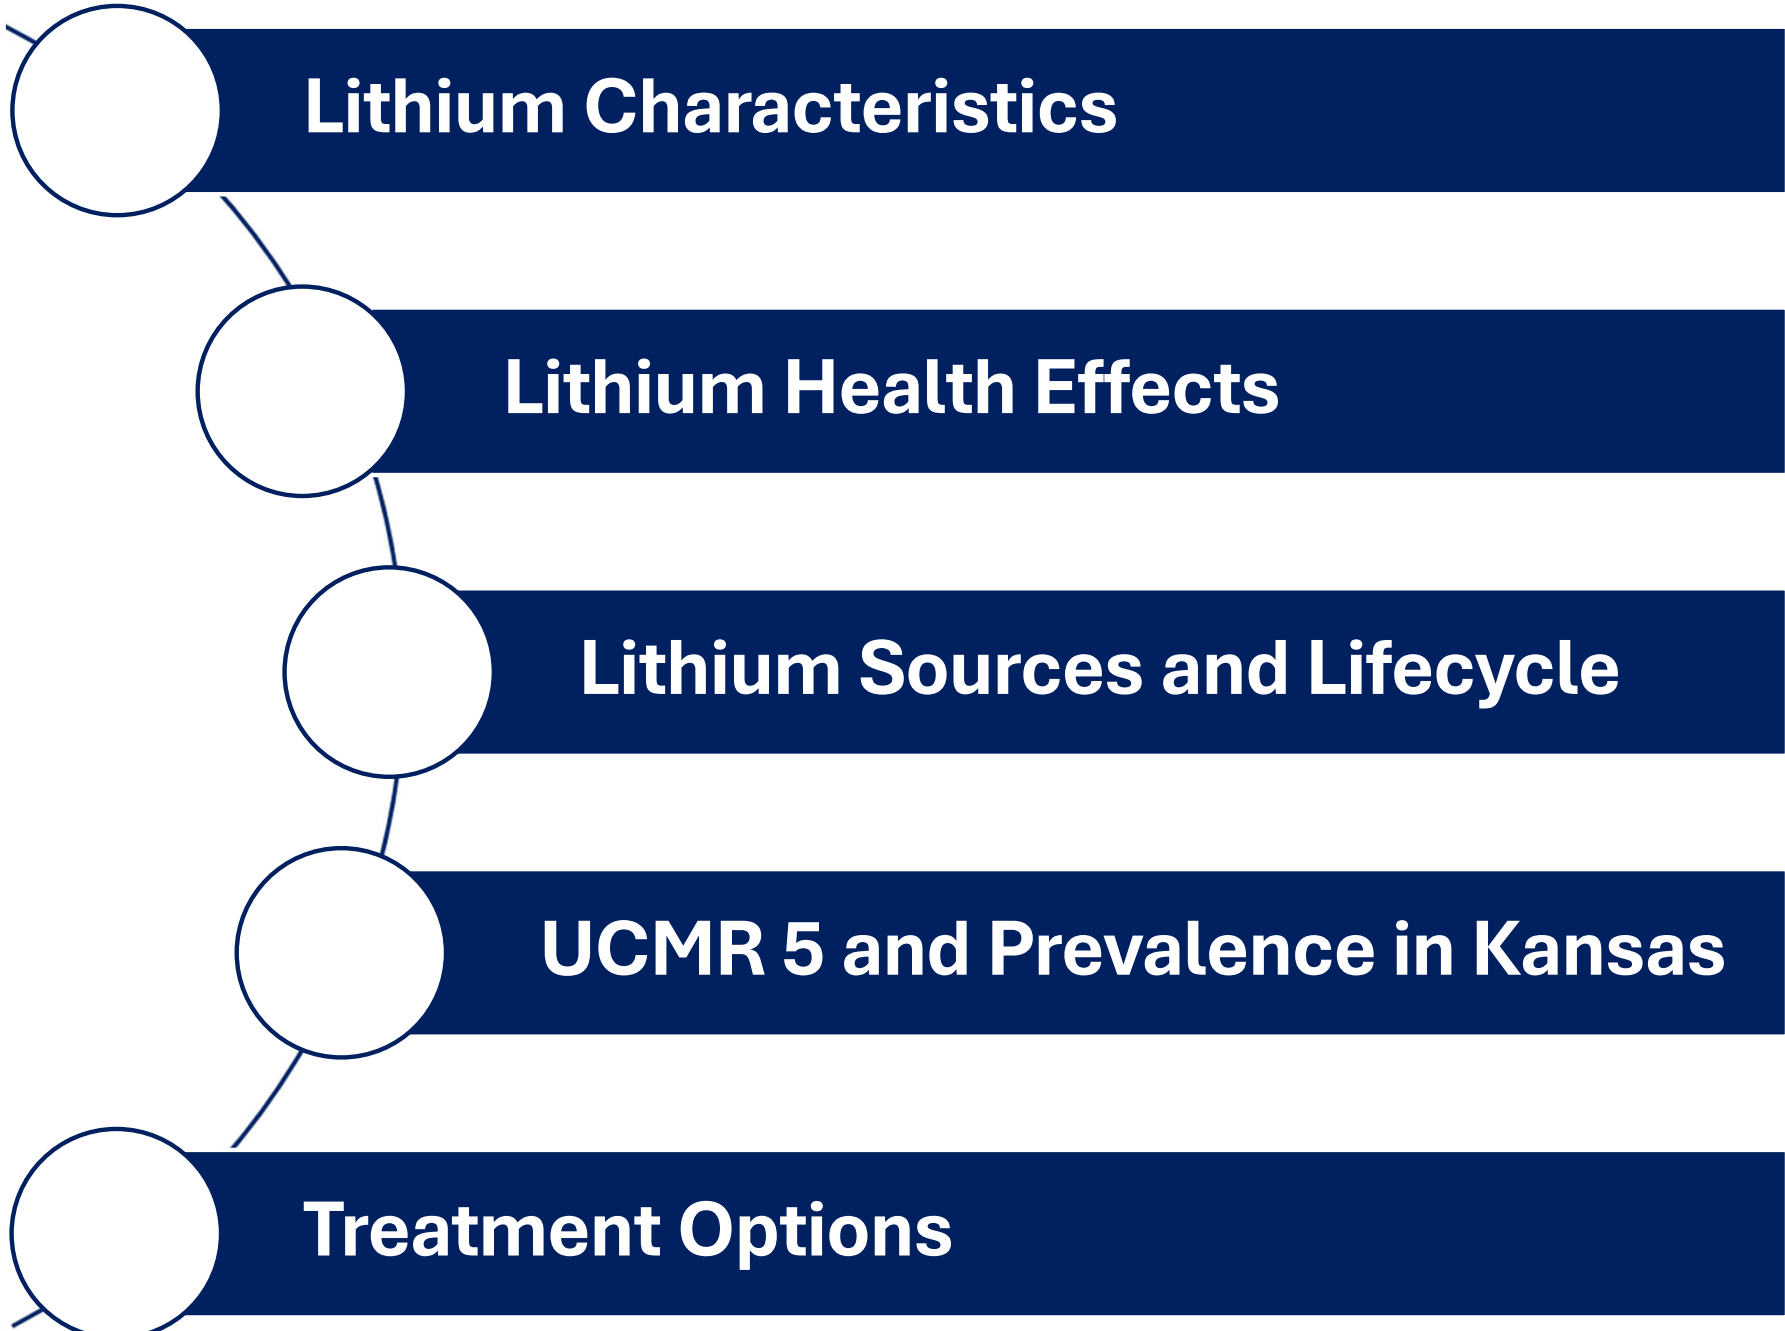 Lithium Characteristics
Lithium Health Effects
Lithium Sources and Lifecycle
UCMR 5 and Prevalence in Kansas
Treatment Options